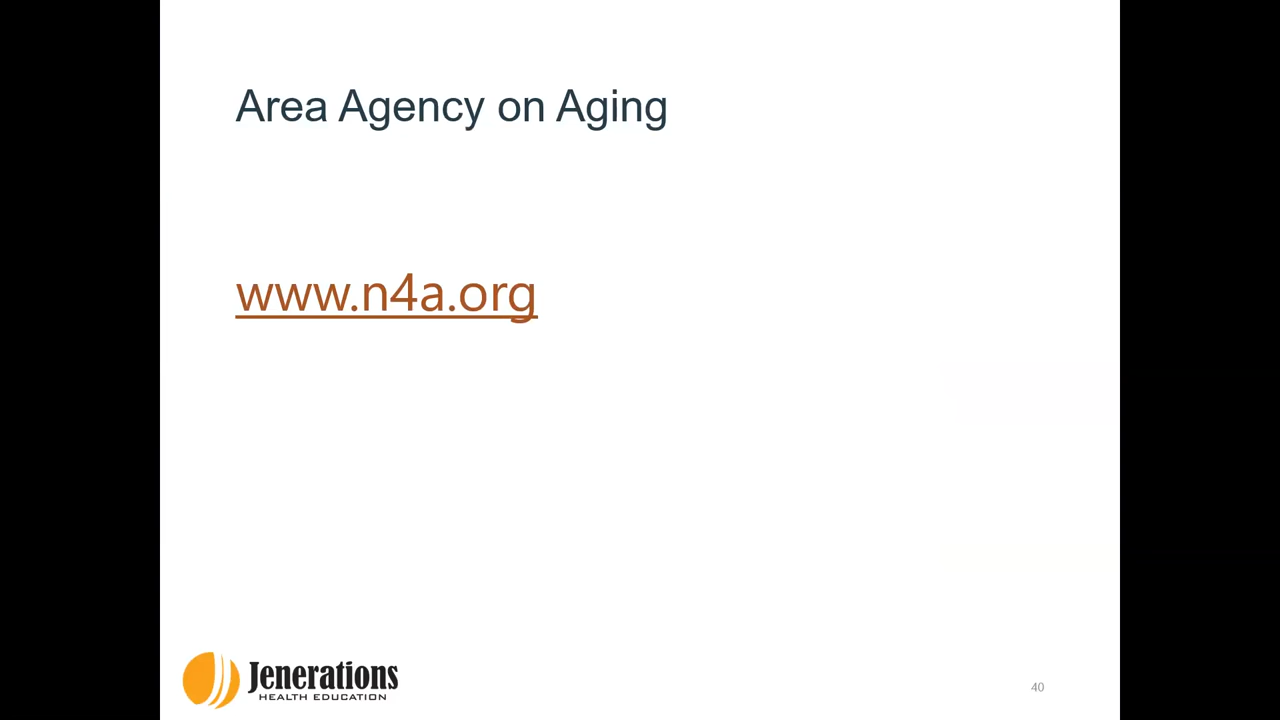 Area Agency on Aging
www.n4a.org
Jenerations
HEALTH EDUCATION
40